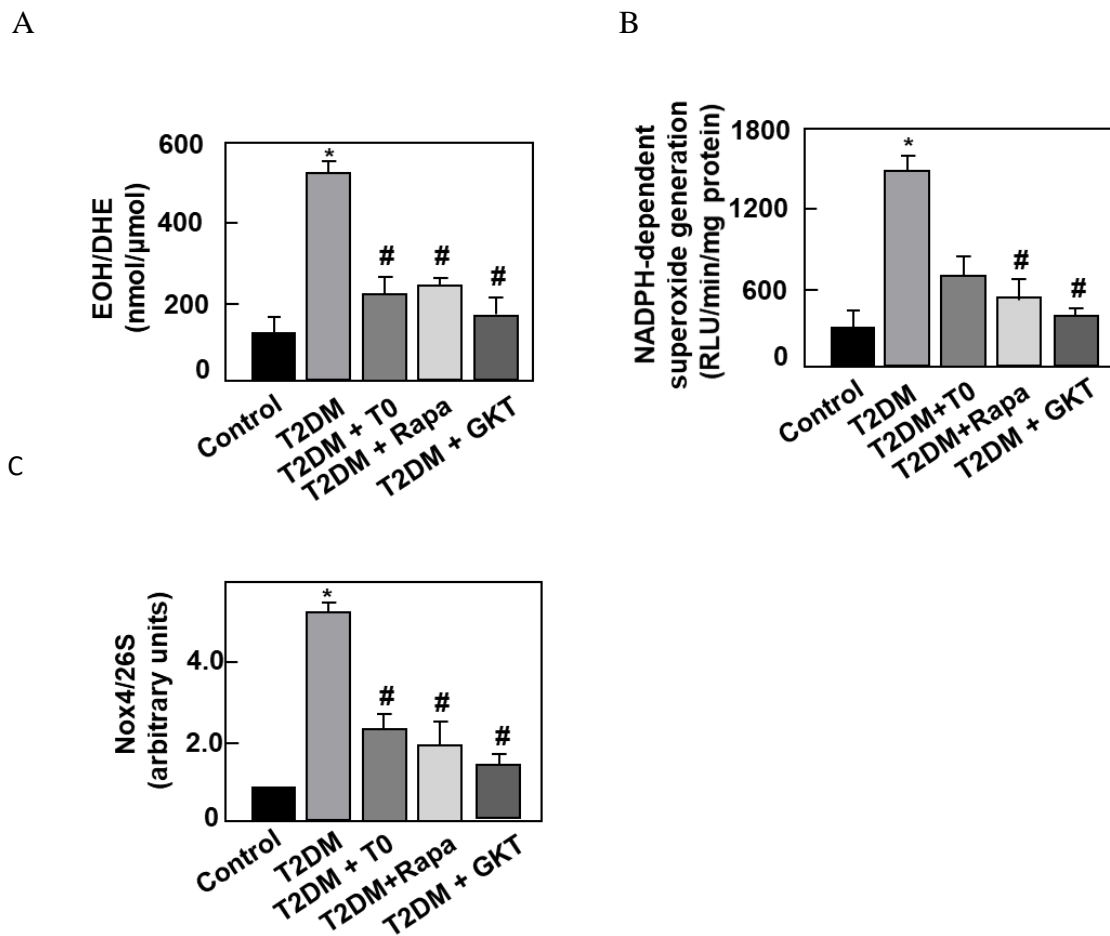 A
EOH/DHE
(nmol/µmol)
600
400
200
0
*
#
#
#
Control
T2DM
T2DM + T0
T2DM + Rapa
T2DM + GKT
B
NADPH-dependent
superoxide generation
(RLU/min/mg protein)
1800
1200
600
0
*
#
#
Control
T2DM
T2DM+T0
T2DM+Rapa
T2DM + GKT
C
Nox4/26S
(arbitrary units)
4.0
2.0
0
*
#
#
#
Control
T2DM
T2DM + T0
T2DM+Rapa
T2DM + GKT